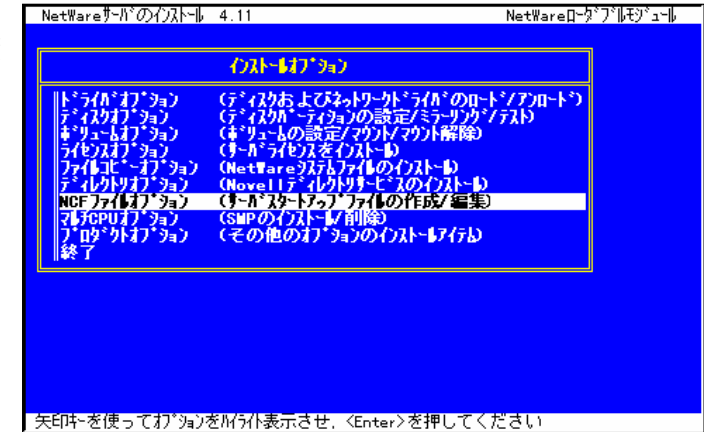 NetWareｻｰﾊﾞのｲﾝｽﾄｰﾙ 4.11 NetWareﾛｰﾀﾞﾌﾞﾙﾓｼﾞｭｰﾙ
ｲﾝｽﾄｰﾙｵﾌﾟｼｮﾝ
ﾄﾞﾗｲﾊﾞｵﾌﾟｼｮﾝ (ﾃﾞｨｽｸおよびﾈｯﾄﾜｰｸﾄﾞﾗｲﾊﾞのﾛｰﾄﾞ/ｱﾝﾛｰﾄﾞ)
ﾃﾞｨｽｸｵﾌﾟｼｮﾝ (ﾃﾞｨｽｸﾊﾟｰﾃｨｼｮﾝの設定/ﾐﾗｰﾘﾝｸﾞ/ﾃｽﾄ)
ﾎﾞﾘｭｰﾑｵﾌﾟｼｮﾝ (ﾎﾞﾘｭｰﾑの設定/ﾏｳﾝﾄ/ﾏｳﾝﾄ解除)
ﾗｲｾﾝｽｵﾌﾟｼｮﾝ (ｻｰﾊﾞﾗｲｾﾝｽをｲﾝｽﾄｰﾙ)
ﾌｧｲﾙｺﾋﾟｰｵﾌﾟｼｮﾝ (NetWareｼｽﾃﾑﾌｧｲﾙのｲﾝｽﾄｰﾙ)
ﾃﾞｨﾚｸﾄﾘｵﾌﾟｼｮﾝ (Novellﾃﾞｨﾚｸﾄﾘｻｰﾋﾞｽのｲﾝｽﾄｰﾙ)
NCFﾌｧｲﾙｵﾌﾟｼｮﾝ (ｻｰﾊﾞｽﾀｰﾄｱｯﾌﾟﾌｧｲﾙの作成/編集)
ﾏﾙﾁCPUｵﾌﾟｼｮﾝ (SMPのｲﾝｽﾄｰﾙ/削除)
ﾌﾟﾛﾀﾞｸﾄｵﾌﾟｼｮﾝ (その他のｵﾌﾟｼｮﾝのｲﾝｽﾄｰﾙｱｲﾃﾑ)
終了
矢印ｷｰを使ってｵﾌﾟｼｮﾝをﾊｲﾗｲﾄ表示させ, <Enter>を押してください